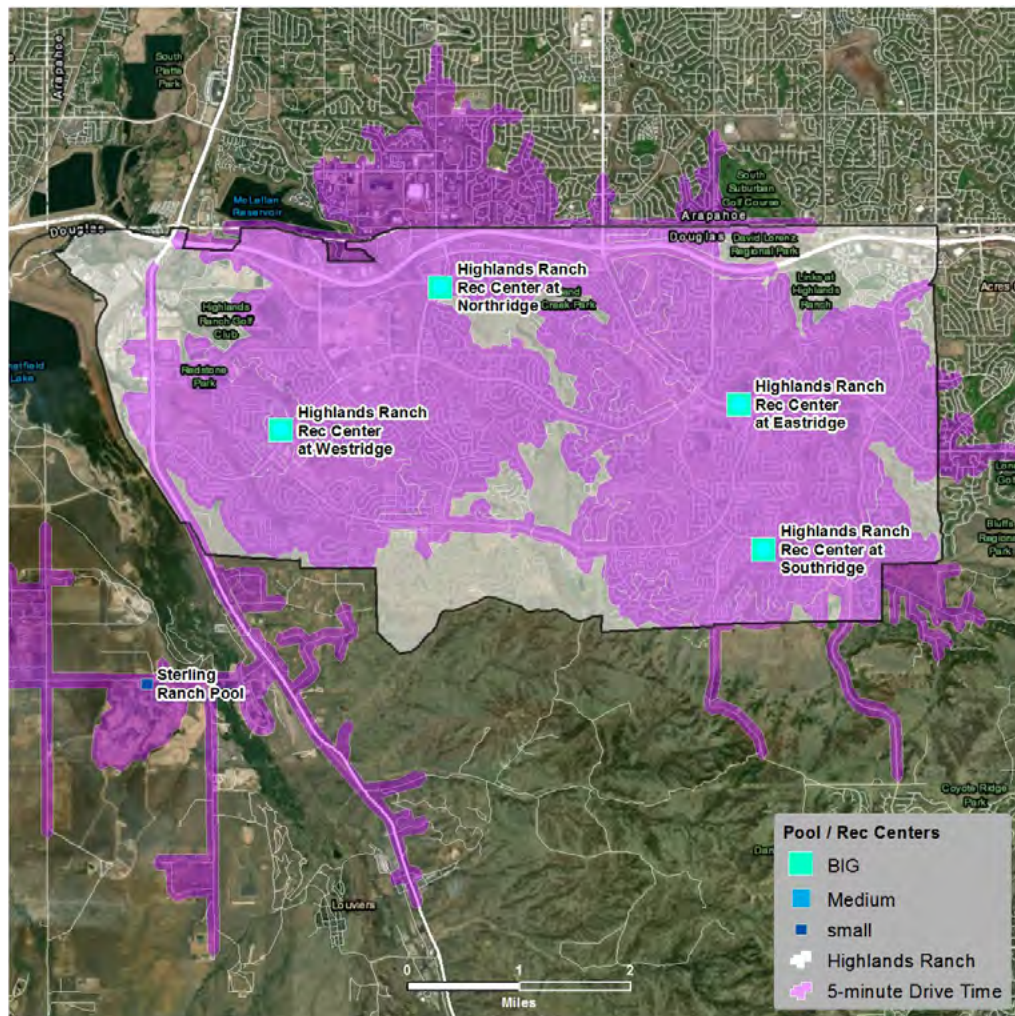 Arapahoe
South
Platte
Park
McLellan
Reservoir
South
Suburban
Golf Course
Arapahoe
Douglas
Douglas
David Lorenz
Regional Park
Highlands Ranch
Rec Center at
Northridge
Creek Park
Links at
Highlands
Ranch
Acres
Highlands
Ranch Golf
Club
Redstone
Park
Lake
Highlands Ranch
Rec Center
at Eastridge
Highlands Ranch
Rec Center
at Westridge
Highlands Ranch
Rec Center at
Southridge
Bluffs
Regional
Park
Sterling
Ranch Pool
Coyote Ridge
Park
Louviers
0 1 2
Miles
Pool / Rec Centers
BIG
Medium
small
Highlands Ranch
5-minute Drive Time